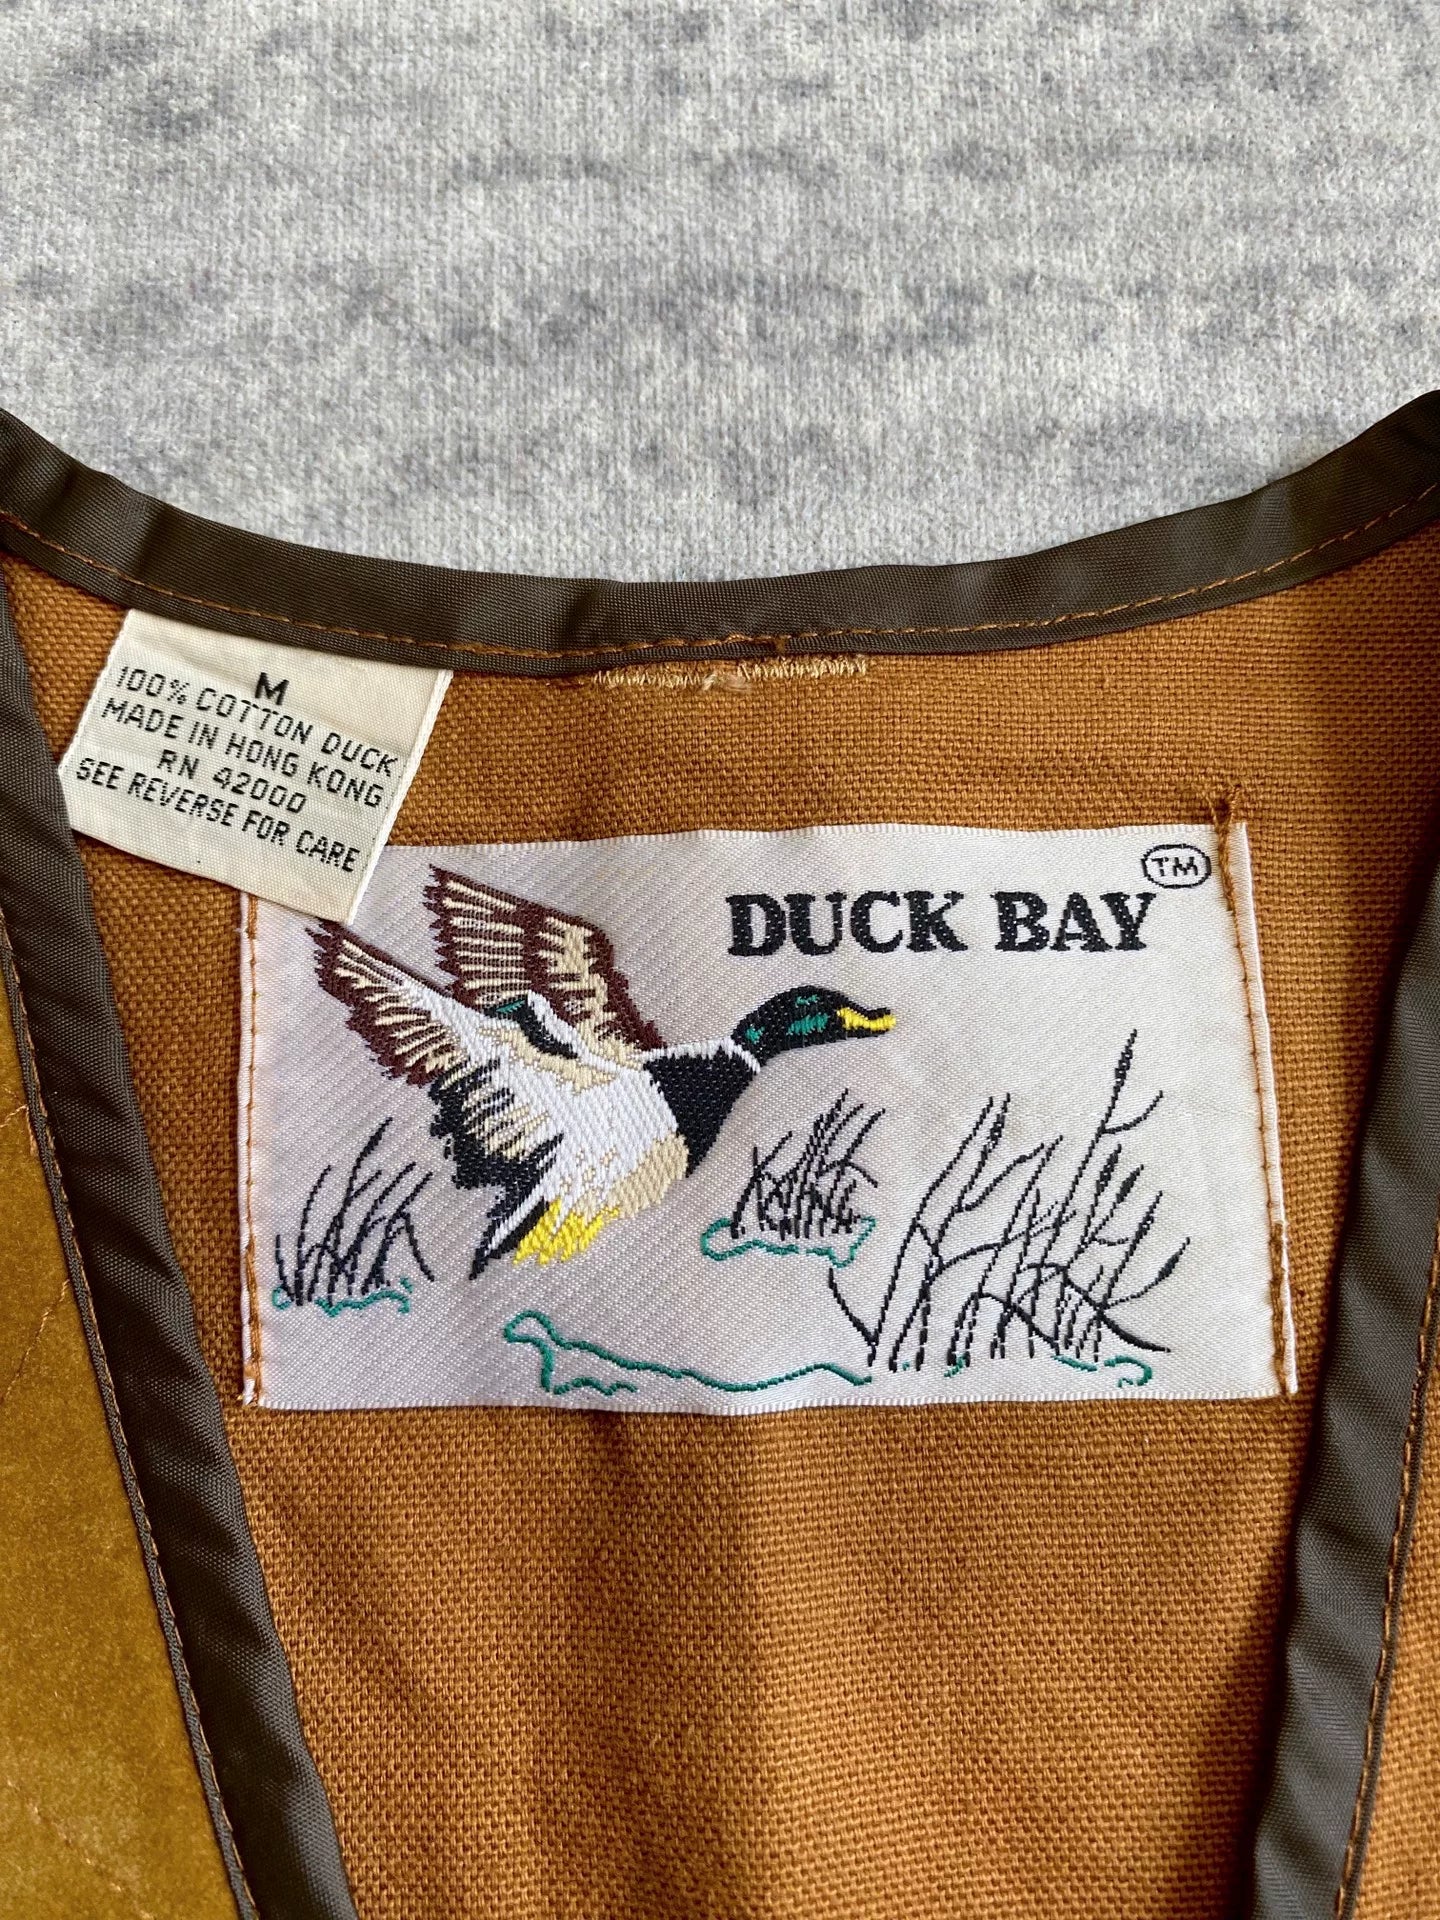 M
100% COTTON DUCK
MADE IN HONG KONG
RN 42000
SEE REVERSE FOR CARE
DUCK BAY TM